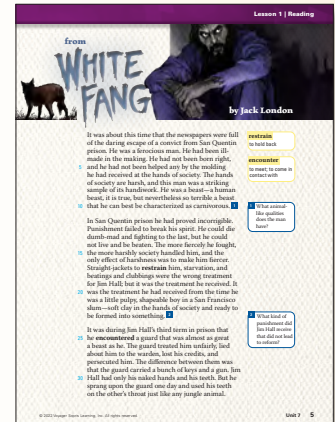 Lesson 1 | Reading
from
WHITE
FANG
by Jack London
It was about this time that the newspapers were full
of the daring escape of a convict from San Quentin
prison. He was a ferocious man. He had been ill-
made in the making. He had not been born right,
5 and he had not been helped any by the molding
he had received at the hands of society. The hands
of society are harsh, and this man was a striking
sample of its handiwork. He was a beast—a human
beast, it is true, but nevertheless so terrible a beast
10 that he can best be characterized as carnivorous. 1
In San Quentin prison he had proved incorrigible.
Punishment failed to break his spirit. He could die
dumb-mad and fighting to the last, but he could
not live and be beaten. The more fiercely he fought,
15 the more harshly society handled him, and the
only effect of harshness was to make him fiercer.
Straight-jackets to restrain him, starvation, and
beatings and clubbings were the wrong treatment
for Jim Hall; but it was the treatment he received. It
20 was the treatment he had received from the time he
was a little pulpy, shapeable boy in a San Francisco
slum—soft clay in the hands of society and ready to
be formed into something. 2
It was during Jim Hall's third term in prison that
25 he encountered a guard that was almost as great
a beast as he. The guard treated him unfairly, lied
about him to the warden, lost his credits, and
persecuted him. The difference between them was
that the guard carried a bunch of keys and a gun. Jim
30 Hall had only his naked hands and his teeth. But he
sprang upon the guard one day and used his teeth
on the other's throat just like any jungle animal.
restrain
to hold back
encounter
to meet; to come in
contact with
1 What animal-
like qualities
does the man
have?
2 What kind of
punishment did
Jim Hall receive
that did not lead
to reform?
© 2022 Voyager Sopris Learning, Inc. All rights reserved.
Unit 7 5